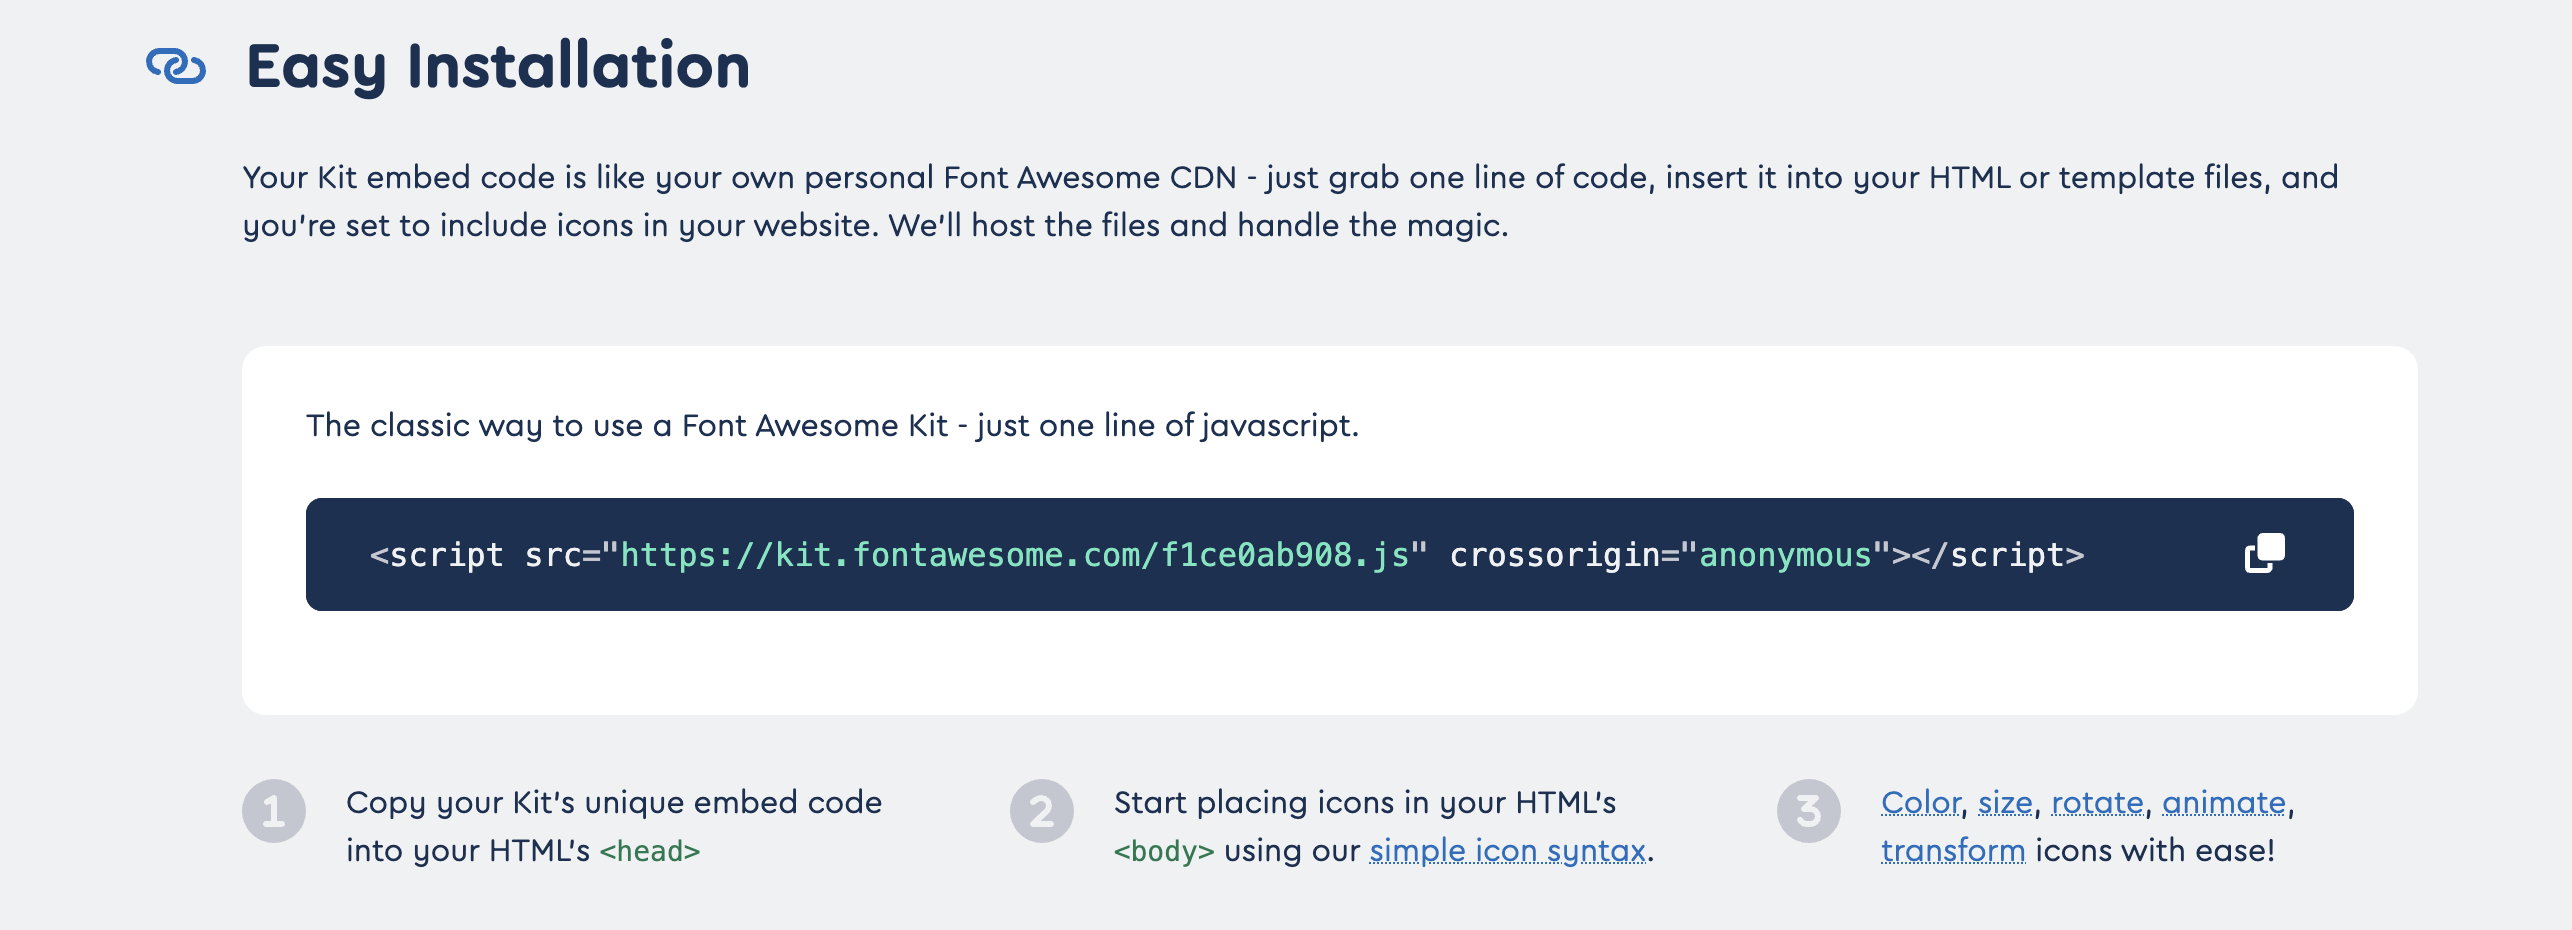 Easy Installation
Your Kit embed code is like your own personal Font Awesome CDN - just grab one line of code, insert it into your HTML or template files, and
you're set to include icons in your website. We'll host the files and handle the magic.
The classic way to use a Font Awesome Kit - just one line of javascript.
<script src="https://kit.fontawesome.com/f1ce0ab908.js" crossorigin="anonymous"></script>
1 Copy your Kit's unique embed code
into your HTML's <head>
2 Start placing icons in your HTML's
<body> using our simple icon syntax.
3 Color, size, rotate, animate,
transform icons with ease!